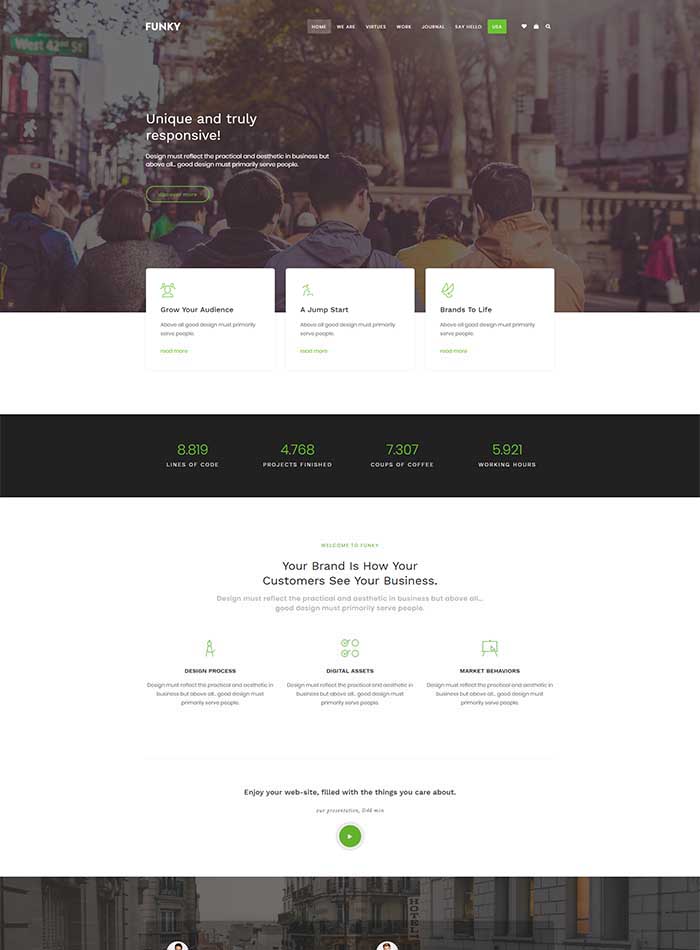 West 42nd St
FUNKY
HOME WE ARE VIRTUES WORK JOURNAL SAY HELLO USA
Unique and truly
responsive!
Design must reflect the practical and aesthetic in business but
above all... good design must primarily serve people.
discover more
Grow Your Audience
Above all good design must primarily
serve people.
read more
A Jump Start
Above all good design must primarily
serve people.
read more
Brands To Life
Above all good design must primarily
serve people.
read more
8.819 4.768 7.307 5.921
LINES OF CODE PROJECTS FINISHED COUPS OF COFFEE WORKING HOURS
WELCOME TO FUNKY
Your Brand Is How Your
Customers See Your Business.
Design must reflect the practical and aesthetic in business but above all...
good design must primarily serve people.
DESIGN PROCESS
Design must reflect the practical and aesthetic in
business but above all.. good design must
primarily serve people.
DIGITAL ASSETS
Design must reflect the practical and aesthetic in
business but above all.. good design must
primarily serve people.
MARKET BEHAVIORS
Design must reflect the practical and aesthetic in
business but above all.. good design must
primarily serve people.
Enjoy your web-site, filled with the things you care about.
our presentation, 0:46 min
HOTEL